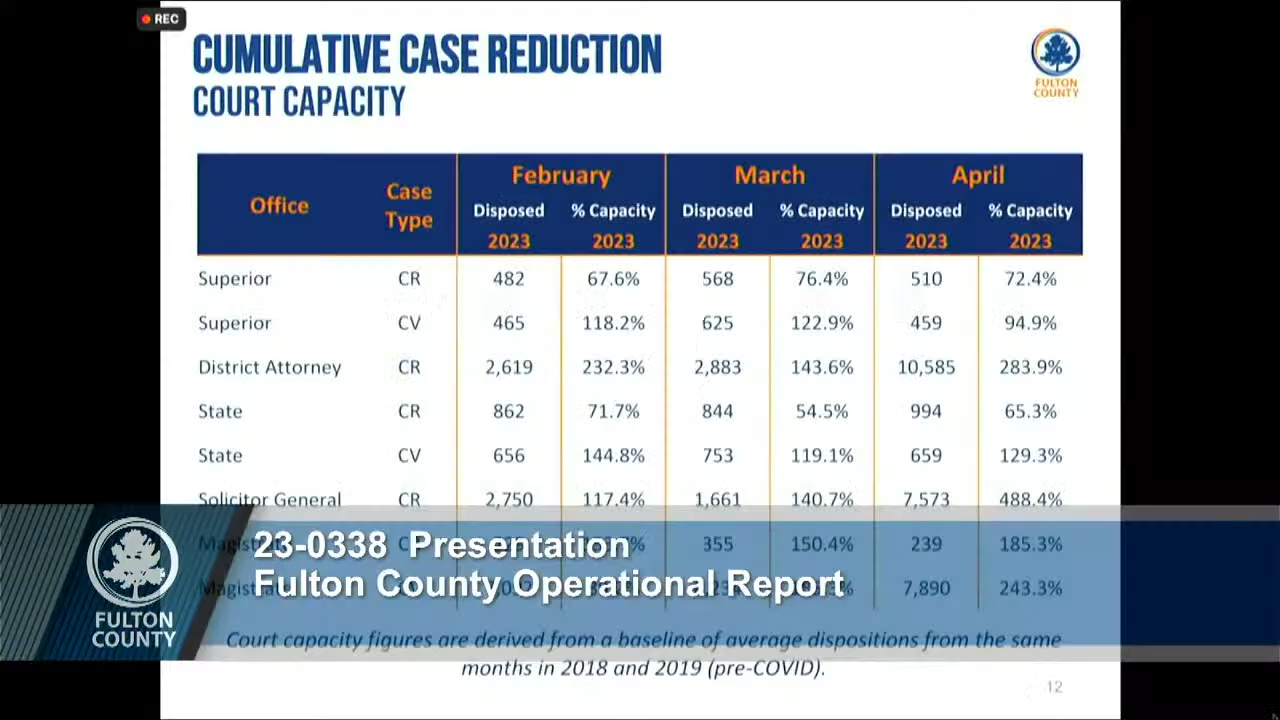 REC
CUMULATIVE CASE REDUCTION
COURT CAPACITY
FULTON
COUNTY
Office Case Type February March April
Disposed % Capacity Disposed % Capacity Disposed % Capacity
2023 2023 2023 2023 2023 2023
Superior CR 482 67.6% 568 76.4% 510 72.4%
Superior CV 465 118.2% 625 122.9% 459 94.9%
District Attorney CR 2,619 232.3% 2,883 143.6% 10,585 283.9%
State CR 862 71.7% 844 54.5% 994 65.3%
State CV 656 144.8% 753 119.1% 659 129.3%
Solicitor General CR 2,750 117.4% 1,661 140.7% 7,573 488.4%
355 150.4% 239 185.3%
7,890 243.3%
23-0338 Presentation
Fulton County Operational Report
FULTON
COUNTY
Court capacity figures are derived from a baseline of average dispositions from the same
months in 2018 and 2019 (pre-COVID).
12